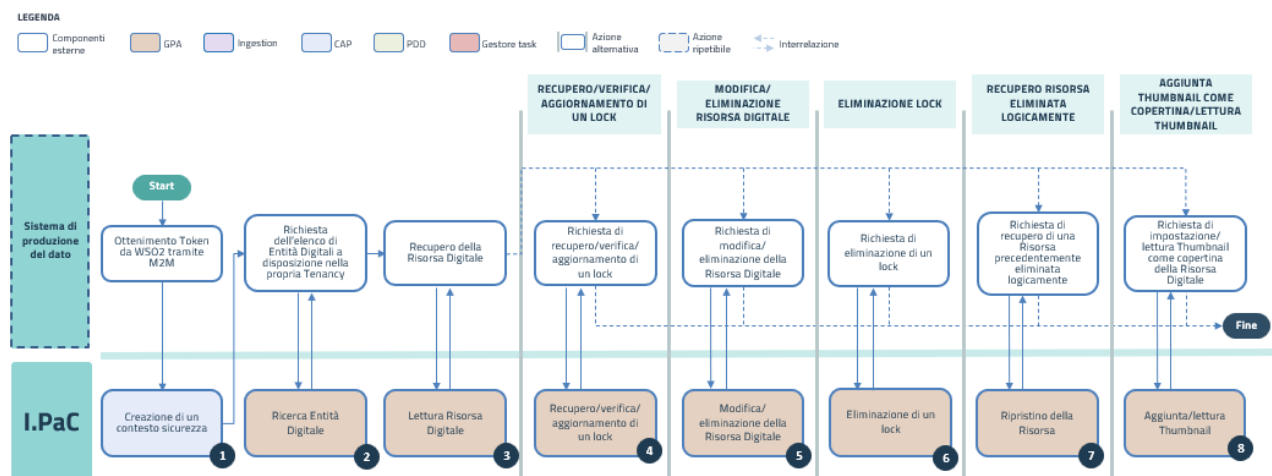 LEGENDA
Componenti
esterne
GPA
Ingestion
CAP
PDD
Gestore task
Azione
alternativa
Azione
ripetibile
Interrelazione
RECUPERO/VERIFICA/
AGGIORNAMENTO DI
UN LOCK
MODIFICA/
ELIMINAZIONE
RISORSA DIGITALE
ELIMINAZIONE LOCK
RECUPERO RISORSA
ELIMINATA
LOGICAMENTE
AGGIUNTA
THUMBNAIL COME
COPERTINA/LETTURA
THUMBNAIL
Sistema di
produzione
del dato
Start
Ottenimento Token
da WSO2 tramite
M2M
Richiesta
dell'elenco di
Entità Digitali a
disposizione nella
propria Tenancy
Recupero della
Risorsa Digitale
Richiesta di
recupero/verifica/
aggiornamento di
un lock
Richiesta di
modifica/
eliminazione della
Risorsa Digitale
Richiesta di
eliminazione di un
lock
Richiesta di
recupero di una
Risorsa
precedentemente
eliminata
logicamente
Richiesta di
impostazione/
lettura Thumbnail
come copertina
della Risorsa
Digitale
Fine
I.PaC
Creazione di un
contesto sicurezza
1
Ricerca Entità
Digitale
2
Lettura Risorsa
Digitale
3
Recupero/verifica/
aggiornamento di
un lock
4
Modifica/
eliminazione della
Risorsa Digitale
5
Eliminazione di un
lock
6
Ripristino della
Risorsa
7
Aggiunta/lettura
Thumbnail
8